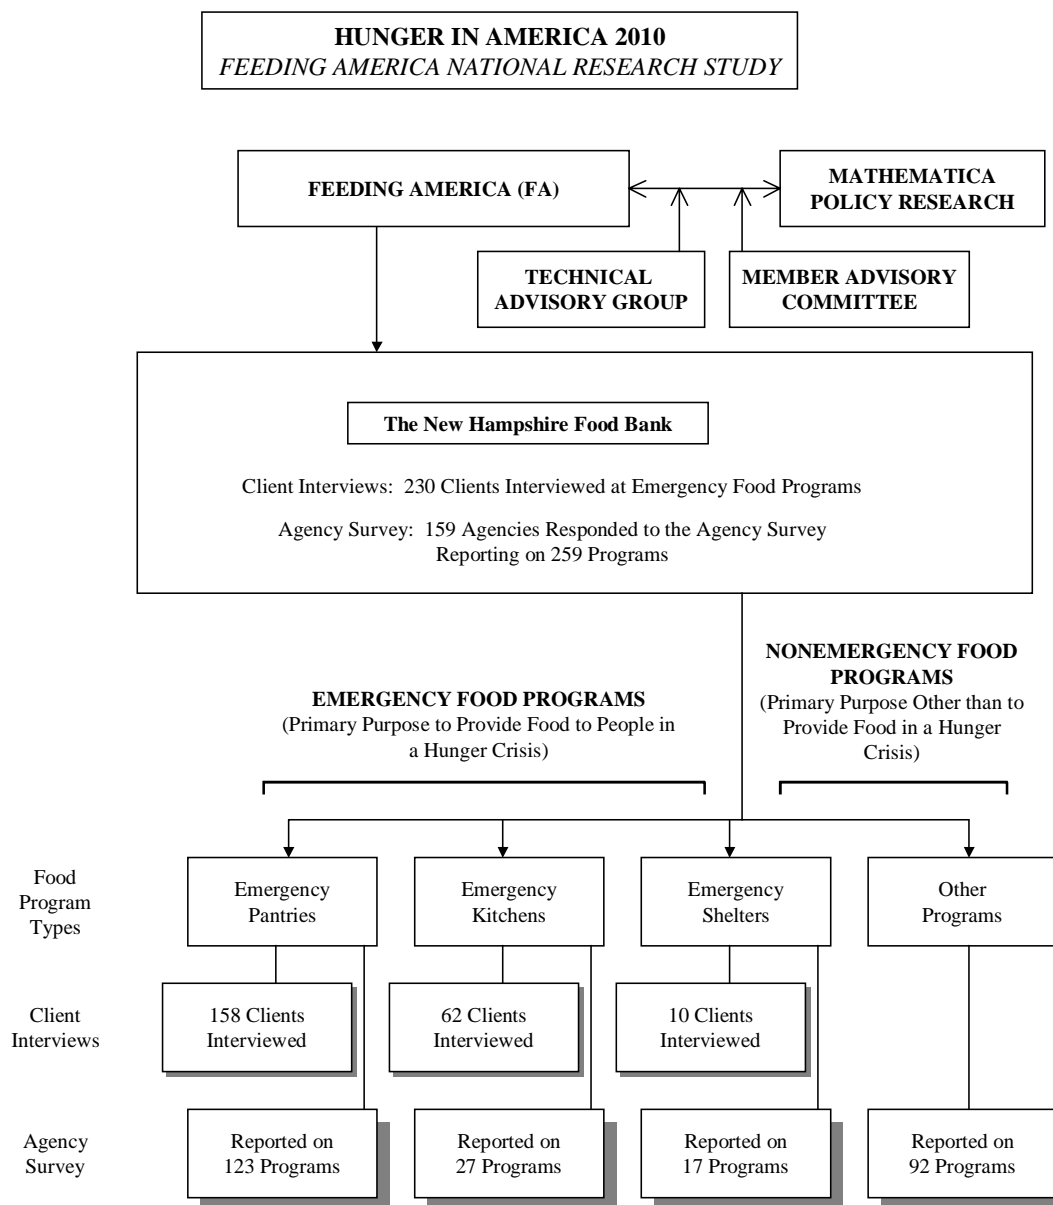 HUNGER IN AMERICA 2010
FEEDING AMERICA NATIONAL RESEARCH STUDY
FEEDING AMERICA (FA)
MATHEMATICA
POLICY RESEARCH
TECHNICAL
ADVISORY GROUP
MEMBER ADVISORY
COMMITTEE
The New Hampshire Food Bank
Client Interviews:  230 Clients Interviewed at Emergency Food Programs
Agency Survey:  159 Agencies Responded to the Agency Survey
Reporting on 259 Programs
EMERGENCY FOOD PROGRAMS
(Primary Purpose to Provide Food to People in
a Hunger Crisis)
NONEMERGENCY FOOD
PROGRAMS
(Primary Purpose Other than to
Provide Food in a Hunger
Crisis)
Food
Program
Types
Emergency
Pantries
Emergency
Kitchens
Emergency
Shelters
Other
Programs
Client
Interviews
158 Clients
Interviewed
62 Clients
Interviewed
10 Clients
Interviewed
Agency
Survey
Reported on
123 Programs
Reported on
27 Programs
Reported on
17 Programs
Reported on
92 Programs